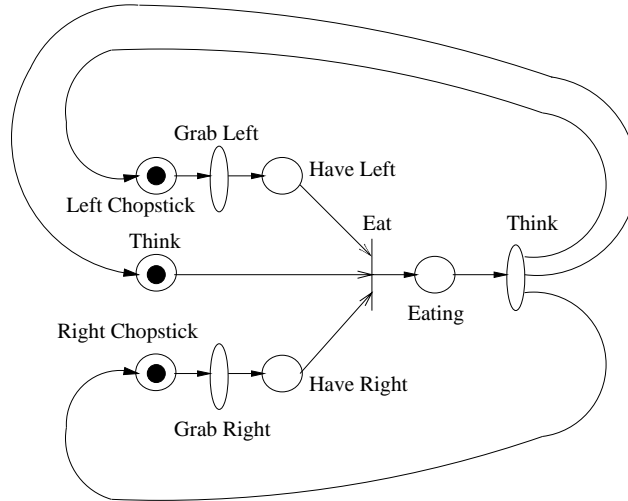 Grab Left
Have Left
Left Chopstick
Eat
Think
Think
Eating
Right Chopstick
Have Right
Grab Right